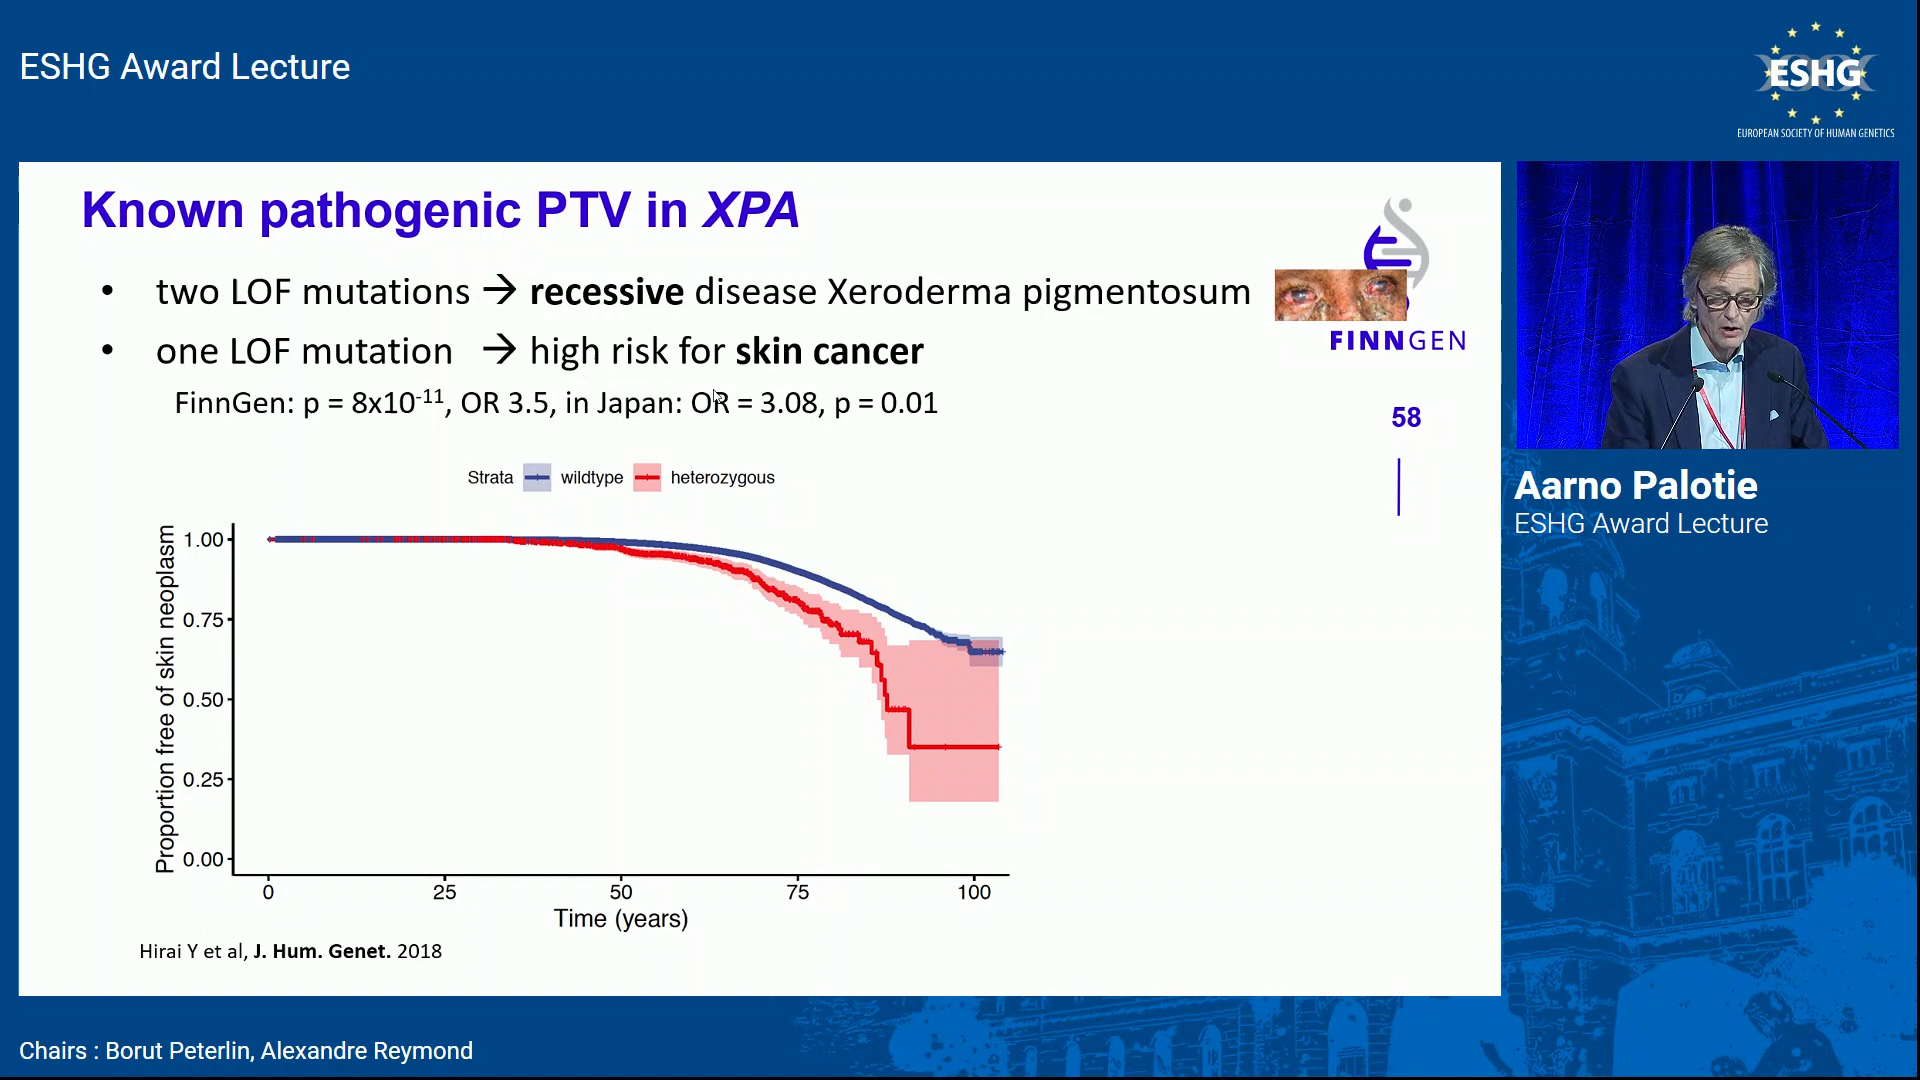 ESHG Award Lecture
ESHG
EUROPEAN SOCIETY OF HUMAN GENETICS
Known pathogenic PTV in XPA
• two LOF mutations → recessive disease Xeroderma pigmentosum
• one LOF mutation → high risk for skin cancer
FinnGen: p = 8x10⁻¹¹, OR 3.5, in Japan: OR = 3.08, p = 0.01
FINNGEN
58
Strata wildtype heterozygous
Proportion free of skin neoplasm
1.00
0.75
0.50
0.25
0.00
0 25 50 75 100
Time (years)
Hirai Y et al, J. Hum. Genet. 2018
Aarno Palotie
ESHG Award Lecture
Chairs : Borut Peterlin, Alexandre Reymond